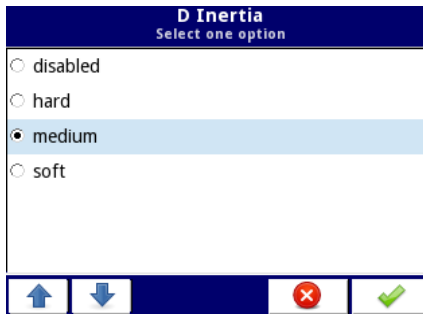 D Inertia
Select one option
disabled
hard
medium
soft